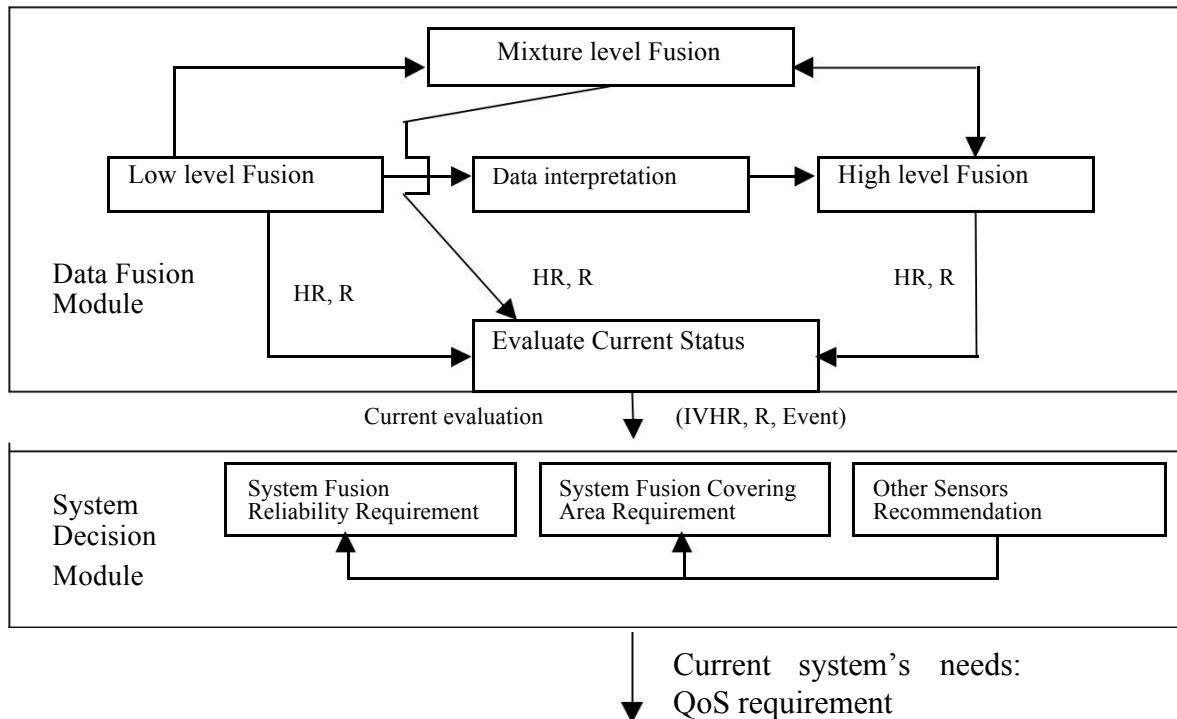 Mixture level Fusion
Low level Fusion
Data interpretation
High level Fusion
Data Fusion
Module
HR, R
HR, R
HR, R
Evaluate Current Status
Current evaluation
(IVHR, R, Event)
System
Decision
Module
System Fusion
Reliability Requirement
System Fusion Covering
Area Requirement
Other Sensors
Recommendation
Current system’s needs:
QoS requirement